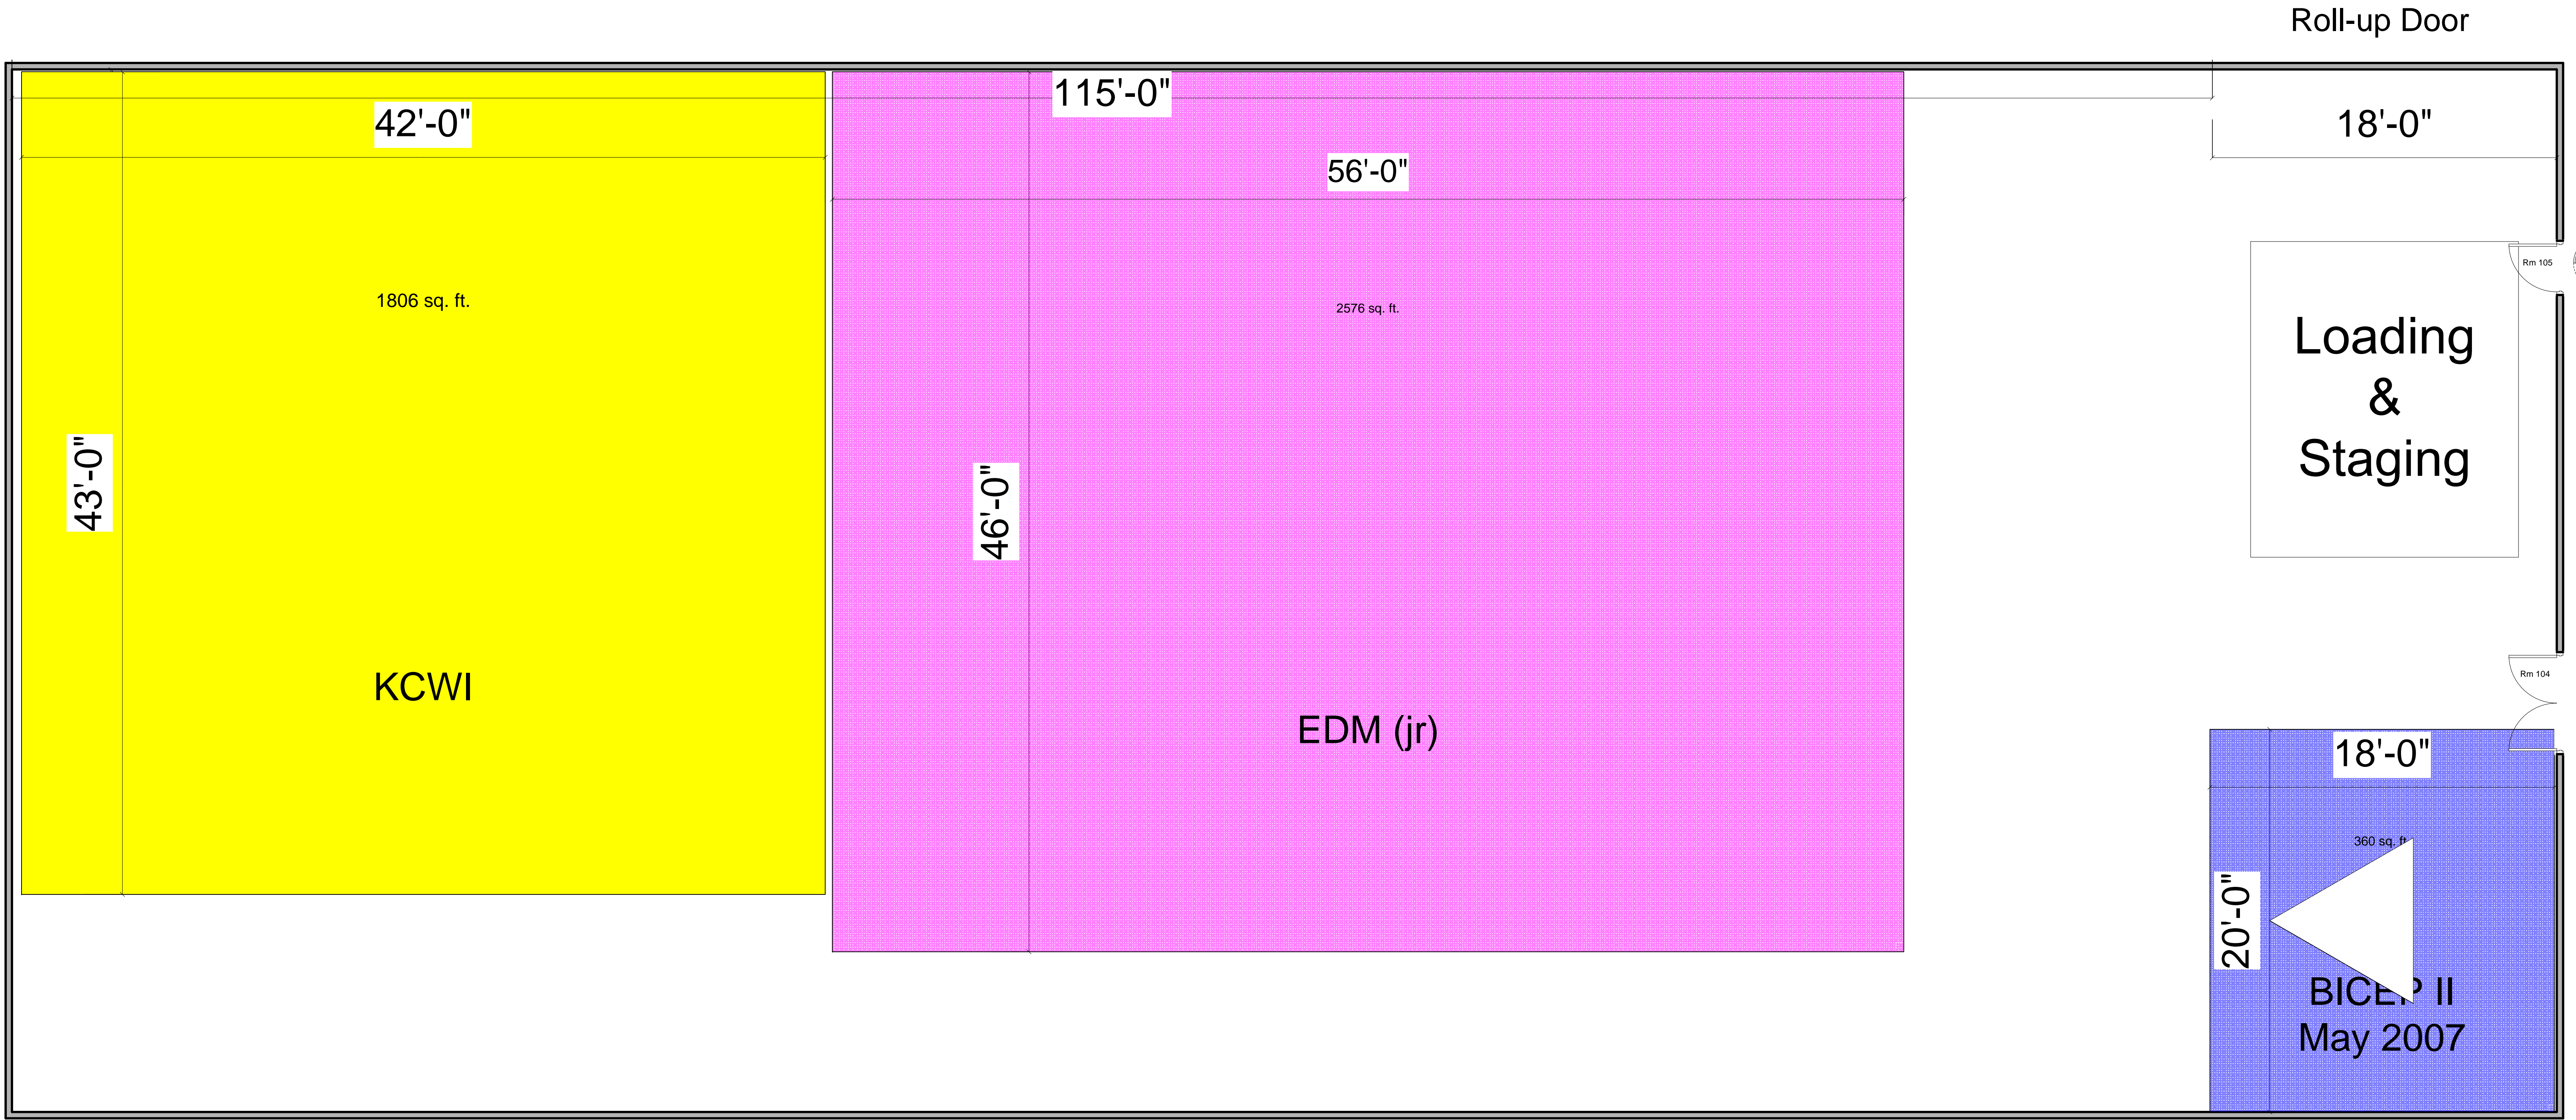 Roll-up Door
115'-0"
42'-0"
18'-0"
56'-0"
Rm 105
1806 sq. ft.
2576 sq. ft.
Loading
&
Staging
43'-0"
46'-0"
Rm 104
KCWI
EDM (jr)
18'-0"
360 sq. ft
20'-0"
BICEP II
May 2007